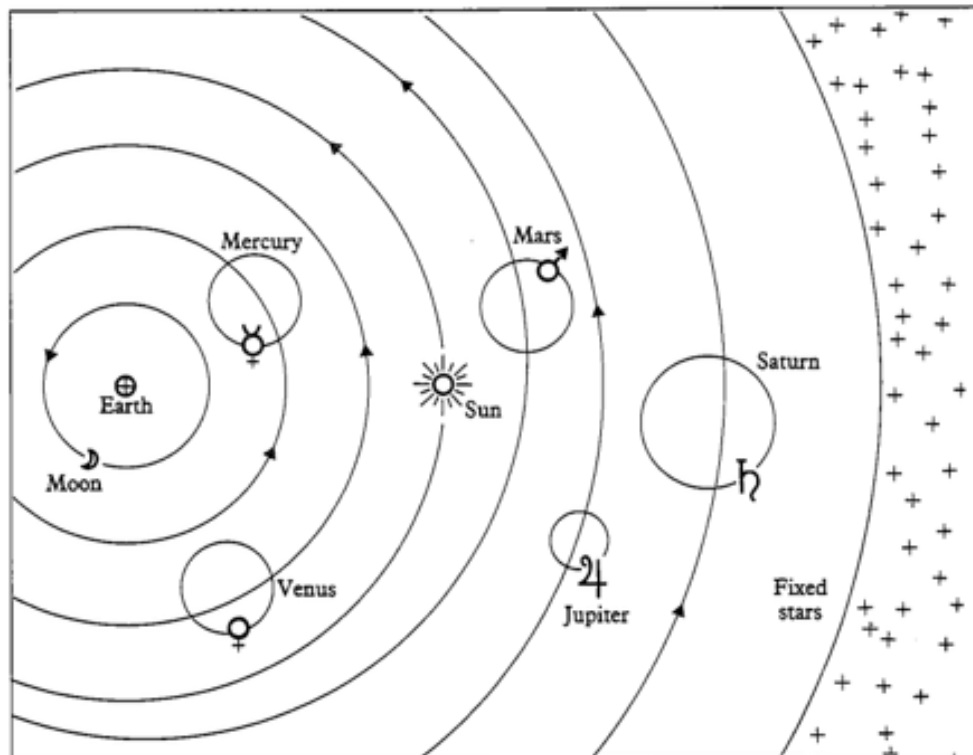 Mercury
Mars
Saturn
Earth
Sun
Moon
Venus
Jupiter
Fixed
stars